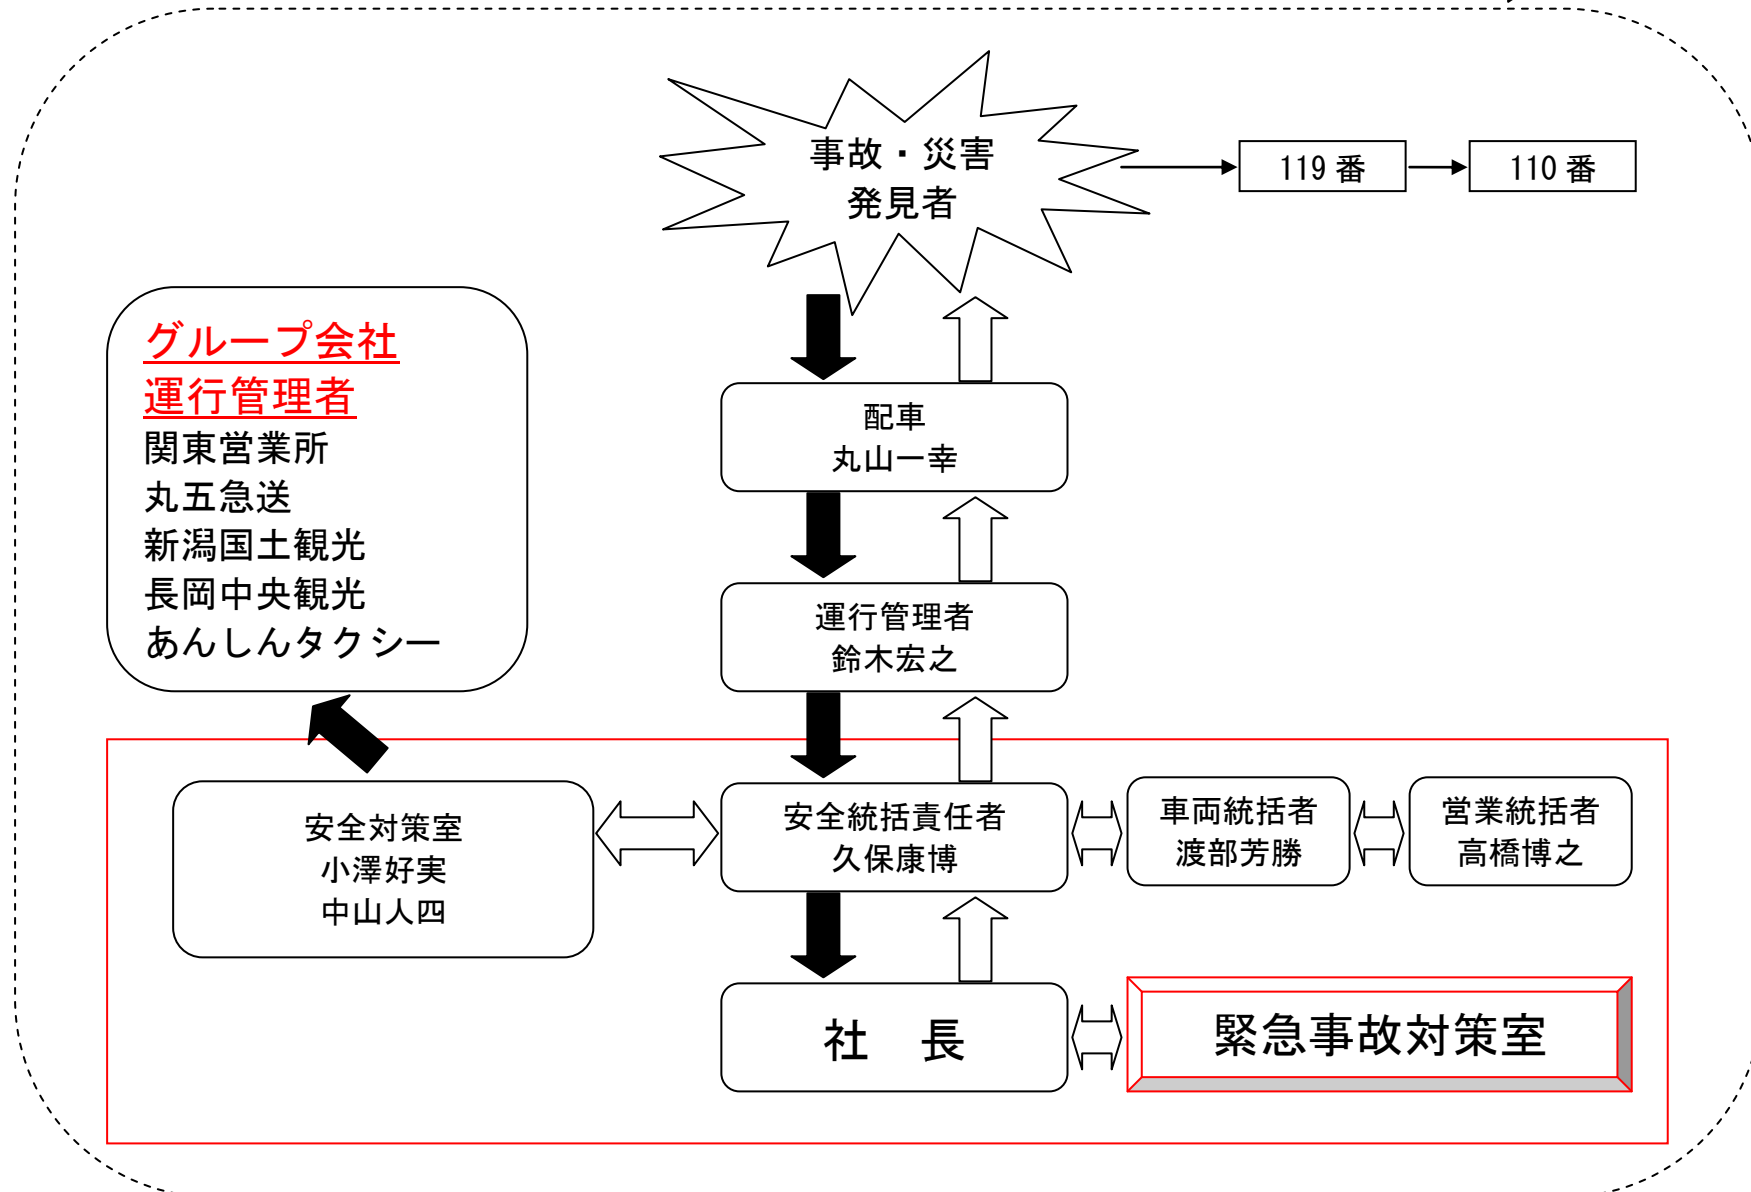 事故・災害
発見者
119番
110番
グループ会社
運行管理者
関東営業所
丸五急送
新潟国土観光
長岡中央観光
あんしんタクシー
配車
丸山一幸
運行管理者
鈴木宏之
安全対策室
小澤好実
中山人四
安全統括責任者
久保康博
車両統括者
渡部芳勝
営業統括者
高橋博之
社　長
緊急事故対策室